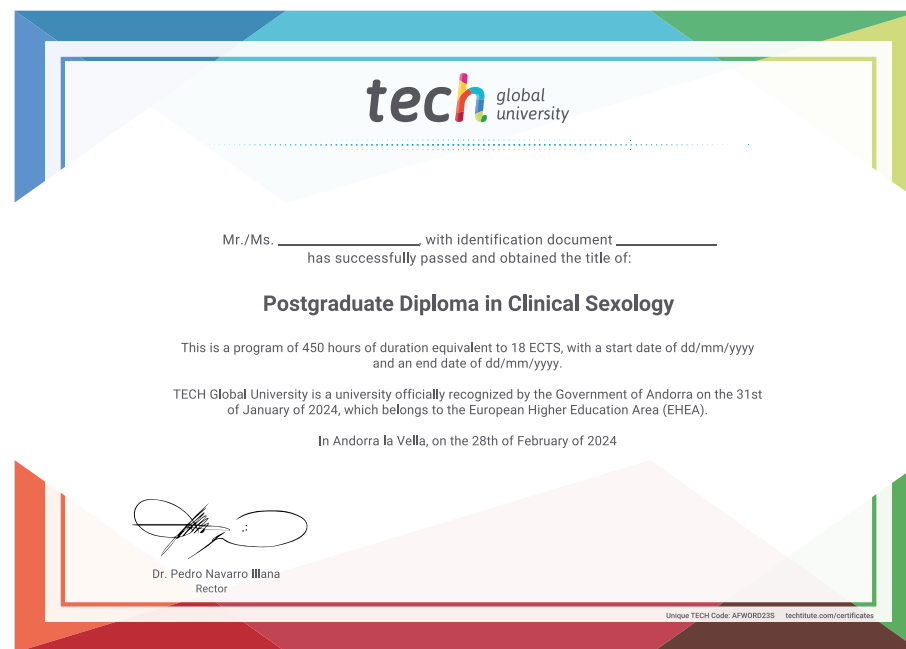 tech global university
Mr./Ms. ____________, with identification document ____________
has successfully passed and obtained the title of:
Postgraduate Diploma in Clinical Sexology
This is a program of 450 hours of duration equivalent to 18 ECTS, with a start date of dd/mm/yyyy
and an end date of dd/mm/yyyy.
TECH Global University is a university officially recognized by the Government of Andorra on the 31st
of January of 2024, which belongs to the European Higher Education Area (EHEA).
In Andorra la Vella, on the 28th of February of 2024
Dr. Pedro Navarro Illana
Rector
Unique TECH Code: AFWORD23S techtitute.com/certificates